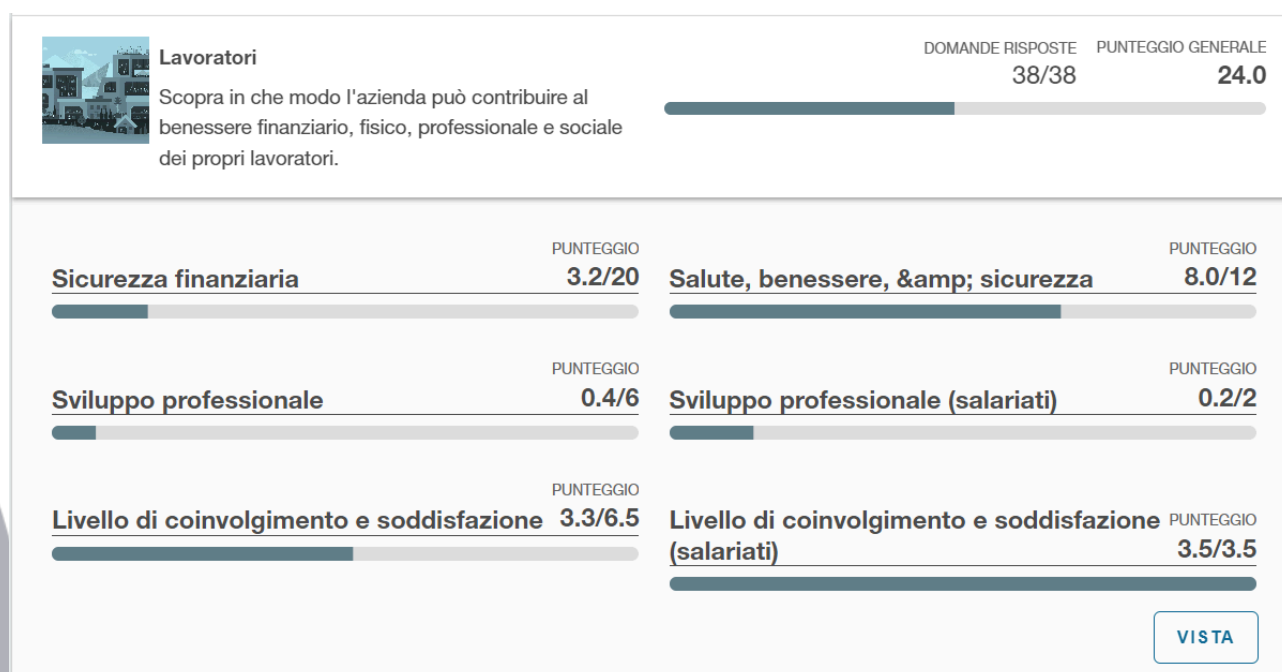 Lavoratori
Scopra in che modo l'azienda può contribuire al
benessere finanziario, fisico, professionale e sociale
dei propri lavoratori.
DOMANDE RISPOSTE PUNTEGGIO GENERALE
38/38 24.0
PUNTEGGIO
Sicurezza finanziaria 3.2/20
PUNTEGGIO
Salute, benessere, &amp; sicurezza 8.0/12
PUNTEGGIO
Sviluppo professionale 0.4/6
PUNTEGGIO
Sviluppo professionale (salariati) 0.2/2
PUNTEGGIO
Livello di coinvolgimento e soddisfazione 3.3/6.5
Livello di coinvolgimento e soddisfazione PUNTEGGIO
(salariati) 3.5/3.5
VISTA